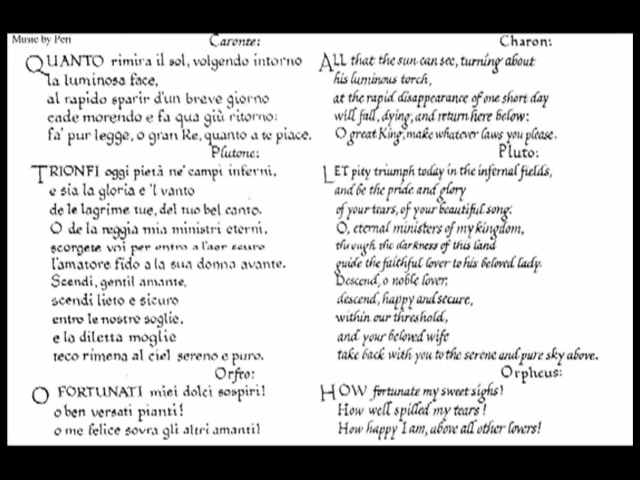 Music by Peri
Caronte:
QUANTO rimira il sol, volgendo intorno
la luminosa face,
al rapido sparir d'un breve giorno
cade morendo e fa qua giù ritorno:
fa' pur legge, o gran Re, quanto a te piace.
Plutone:
TRIONFI oggi pietà ne' campi inferni,
e sia la gloria e 'l vanto
de le lagrime tue, del tuo bel canto.
O de la reggia mia ministri eterni,
scorgete voi per entro a l'aer scuro
l'amatore fido a la sua donna avante.
Scendi, gentil amante,
scendi lieto e sicuro
entro le nostre soglie,
e la diletta moglie
teco rimena al ciel sereno e puro.
Orfeo:
O FORTUNATI miei dolci sospiri!
o ben versati pianti!
o me felice sovra gli altri amanti!
Charon:
ALL that the sun can see, turning about
his luminous torch,
at the rapid disappearance of one short day
will fall, dying, and return here below:
O great King, make whatever laws you please.
Pluto:
LET pity triumph today in the infernal fields,
and be the pride and glory
of your tears, of your beautiful song.
O, eternal ministers of my kingdom,
through the darkness of this land
guide the faithful lover to his beloved lady.
Descend, o noble lover,
descend, happy and secure,
within our threshold,
and your beloved wife
take back with you to the serene and pure sky above.
Orpheus:
HOW fortunate my sweet sighs!
How well spilled my tears!
How happy I am, above all other lovers!